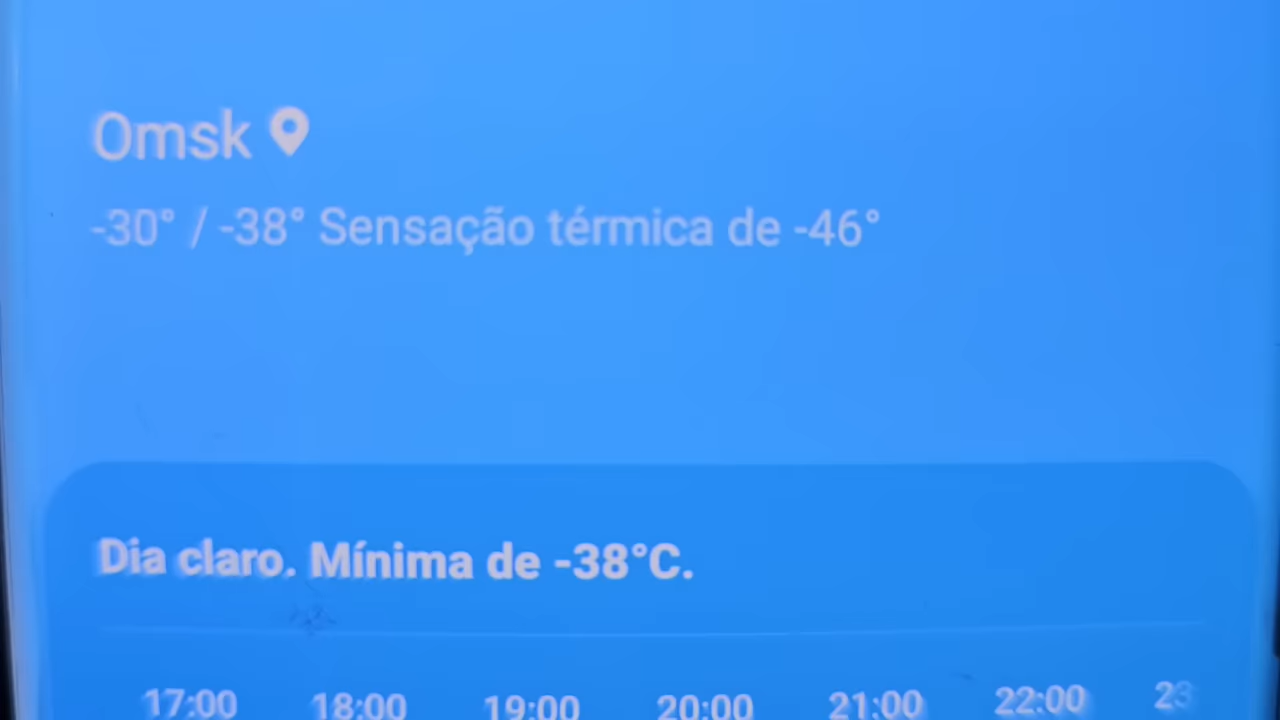 Omsk
-30° / -38° Sensação térmica de -46°
Dia claro. Mínima de -38°C.
17:00 18:00 19:00 20:00 21:00 22:00 23